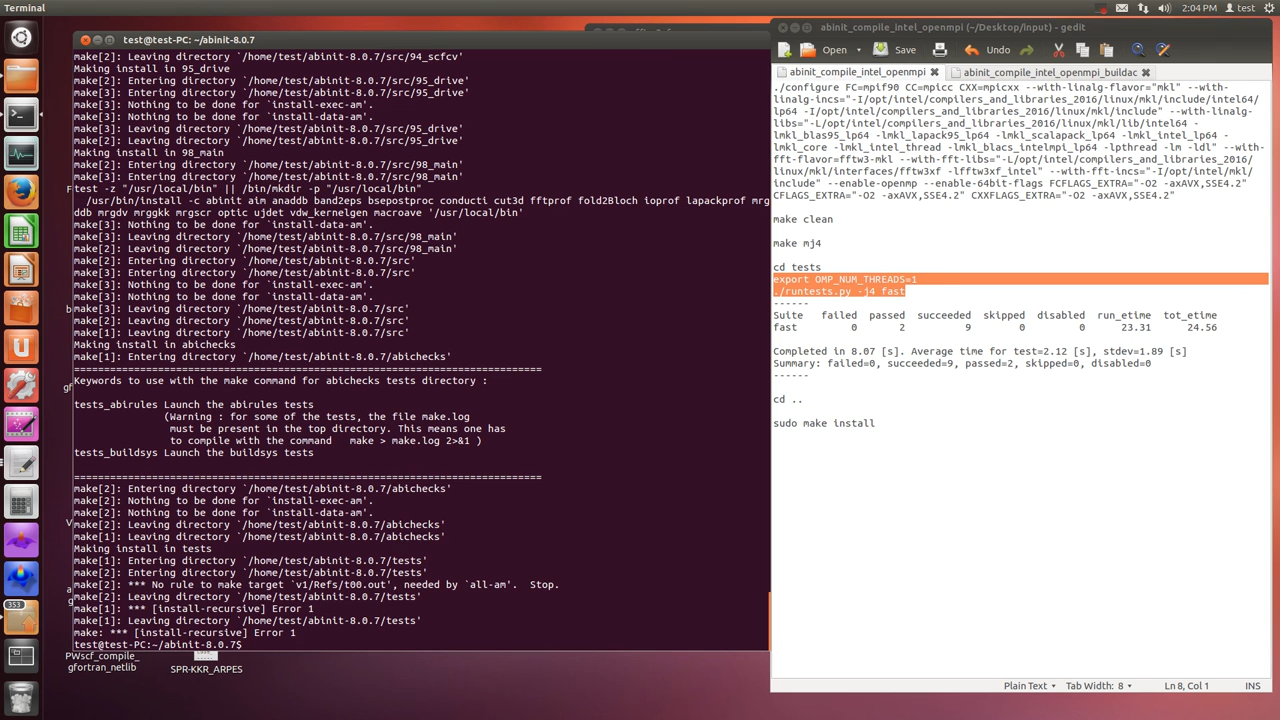 Terminal
2:04 PM
test
test@test-PC: ~/abinit-8.0.7
make[2]: Leaving directory `/home/test/abinit-8.0.7/src/94_scfcv'
Making install in 95_drive
make[2]: Entering directory `/home/test/abinit-8.0.7/src/95_drive'
make[3]: Entering directory `/home/test/abinit-8.0.7/src/95_drive'
make[3]: Nothing to be done for `install-exec-am'.
make[3]: Nothing to be done for `install-data-am'.
make[3]: Leaving directory `/home/test/abinit-8.0.7/src/95_drive'
make[2]: Leaving directory `/home/test/abinit-8.0.7/src/95_drive'
Making install in 98_main
make[2]: Entering directory `/home/test/abinit-8.0.7/src/98_main'
make[3]: Entering directory `/home/test/abinit-8.0.7/src/98_main'
test -z "/usr/local/bin" || /bin/mkdir -p "/usr/local/bin"
/usr/bin/install -c abinit aim anaddb band2eps bsepostproc conducti cut3d fftprof fold2Bloch ioprof lapackprof mrg
ddb mrgdv mrggkk mrgscr optic ujdet vdw_kernelgen macroave '/usr/local/bin'
make[3]: Nothing to be done for `install-data-am'.
make[3]: Leaving directory `/home/test/abinit-8.0.7/src/98_main'
make[2]: Leaving directory `/home/test/abinit-8.0.7/src/98_main'
make[2]: Entering directory `/home/test/abinit-8.0.7/src'
make[3]: Entering directory `/home/test/abinit-8.0.7/src'
make[3]: Nothing to be done for `install-exec-am'.
make[3]: Nothing to be done for `install-data-am'.
make[3]: Leaving directory `/home/test/abinit-8.0.7/src'
make[2]: Leaving directory `/home/test/abinit-8.0.7/src'
make[1]: Leaving directory `/home/test/abinit-8.0.7/src'
Making install in abichecks
make[1]: Entering directory `/home/test/abinit-8.0.7/abichecks'
==============================================================================
Keywords to use with the make command for abichecks tests directory :
tests_abirules Launch the abirules tests
(Warning : for some of the tests, the file make.log
must be present in the top directory. This means one has
to compile with the command   make > make.log 2>&1 )
tests_buildsys Launch the buildsys tests
==============================================================================
make[2]: Entering directory `/home/test/abinit-8.0.7/abichecks'
make[2]: Nothing to be done for `install-exec-am'.
make[2]: Nothing to be done for `install-data-am'.
make[2]: Leaving directory `/home/test/abinit-8.0.7/abichecks'
make[1]: Leaving directory `/home/test/abinit-8.0.7/abichecks'
Making install in tests
make[1]: Entering directory `/home/test/abinit-8.0.7/tests'
make[2]: Entering directory `/home/test/abinit-8.0.7/tests'
make[2]: *** No rule to make target `v1/Refs/t00.out', needed by `all-am'.  Stop.
make[2]: Leaving directory `/home/test/abinit-8.0.7/tests'
make[1]: *** [install-recursive] Error 1
make[1]: Leaving directory `/home/test/abinit-8.0.7/tests'
make: *** [install-recursive] Error 1
test@test-PC:~/abinit-8.0.7$
353
PWscf_compile_
gfortran_netlib
SPR-KKR_ARPES
abinit_compile_intel_openmpi (~/Desktop/input) - gedit
Open
Save
Undo
abinit_compile_intel_openmpi
abinit_compile_intel_openmpi_buildac
./configure FC=mpif90 CC=mpicc CXX=mpicxx --with-linalg-flavor="mkl" --with-
linalg-incs="-I/opt/intel/compilers_and_libraries_2016/linux/mkl/include/intel64/
lp64 -I/opt/intel/compilers_and_libraries_2016/linux/mkl/include" --with-linalg-
libs="-L/opt/intel/compilers_and_libraries_2016/linux/mkl/lib/intel64 -
lmkl_blas95_lp64 -lmkl_lapack95_lp64 -lmkl_scalapack_lp64 -lmkl_intel_lp64 -
lmkl_core -lmkl_intel_thread -lmkl_blacs_intelmpi_lp64 -lpthread -lm -ldl" --with-
fft-flavor=fftw3-mkl --with-fft-libs="-L/opt/intel/compilers_and_libraries_2016/
linux/mkl/interfaces/fftw3xf -lfftw3xf_intel" --with-fft-incs="-I/opt/intel/mkl/
include" --enable-openmp --enable-64bit-flags FCFLAGS_EXTRA="-O2 -axAVX,SSE4.2"
CFLAGS_EXTRA="-O2 -axAVX,SSE4.2" CXXFLAGS_EXTRA="-O2 -axAVX,SSE4.2"
make clean
make mj4
cd tests
export OMP_NUM_THREADS=1
./runtests.py -j4 fast
------
Suite   failed   passed   succeeded   skipped   disabled   run_etime   tot_etime
fast         0        2           9         0          0       23.31       24.56
Completed in 8.07 [s]. Average time for test=2.12 [s], stdev=1.89 [s]
Summary: failed=0, succeeded=9, passed=2, skipped=0, disabled=0
------
cd ..
sudo make install
Plain Text
Tab Width: 8
Ln 8, Col 1
INS